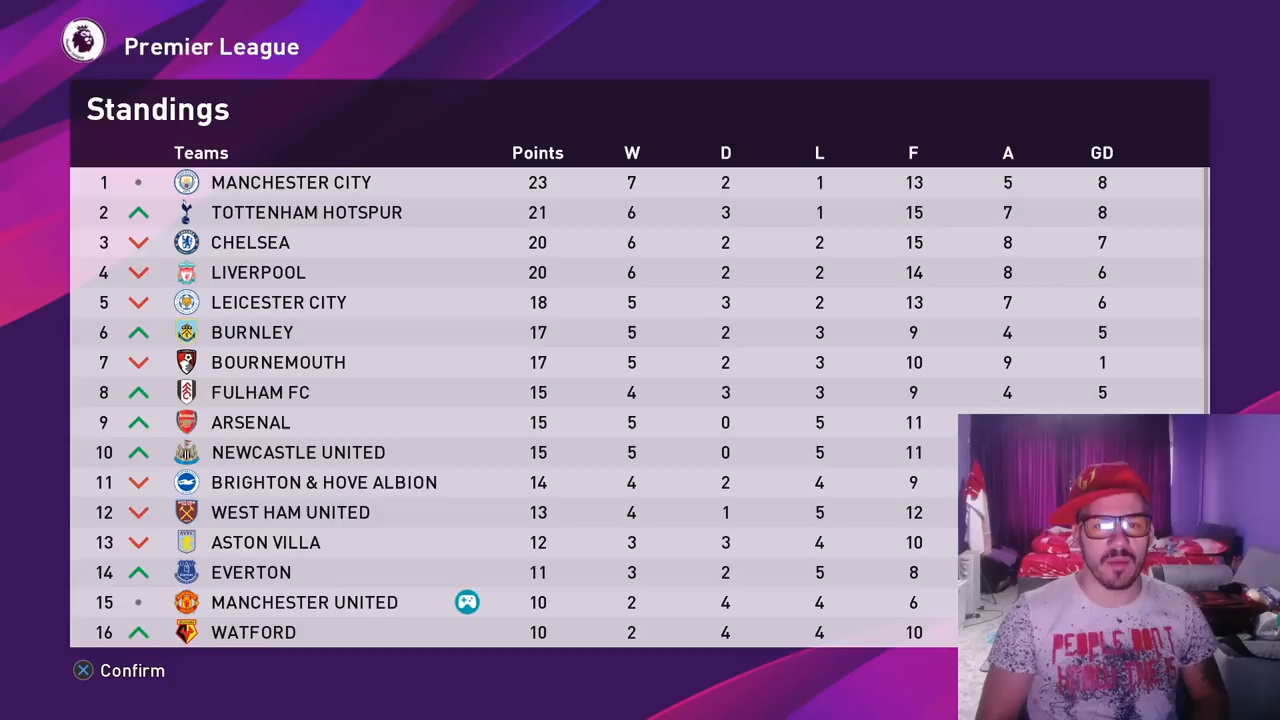 Premier League
Standings
Teams Points W D L F A GD
1 MANCHESTER CITY 23 7 2 1 13 5 8
2 TOTTENHAM HOTSPUR 21 6 3 1 15 7 8
3 CHELSEA 20 6 2 2 15 8 7
4 LIVERPOOL 20 6 2 2 14 8 6
5 LEICESTER CITY 18 5 3 2 13 7 6
6 BURNLEY 17 5 2 3 9 4 5
7 BOURNEMOUTH 17 5 2 3 10 9 1
8 FULHAM FC 15 4 3 3 9 4 5
9 ARSENAL 15 5 0 5 11
10 NEWCASTLE UNITED 15 5 0 5 11
11 BRIGHTON & HOVE ALBION 14 4 2 4 9
12 WEST HAM UNITED 13 4 1 5 12
13 ASTON VILLA 12 3 3 4 10
14 EVERTON 11 3 2 5 8
15 MANCHESTER UNITED 10 2 4 4 6
16 WATFORD 10 2 4 4 10
Confirm
PEOPLE DON'T